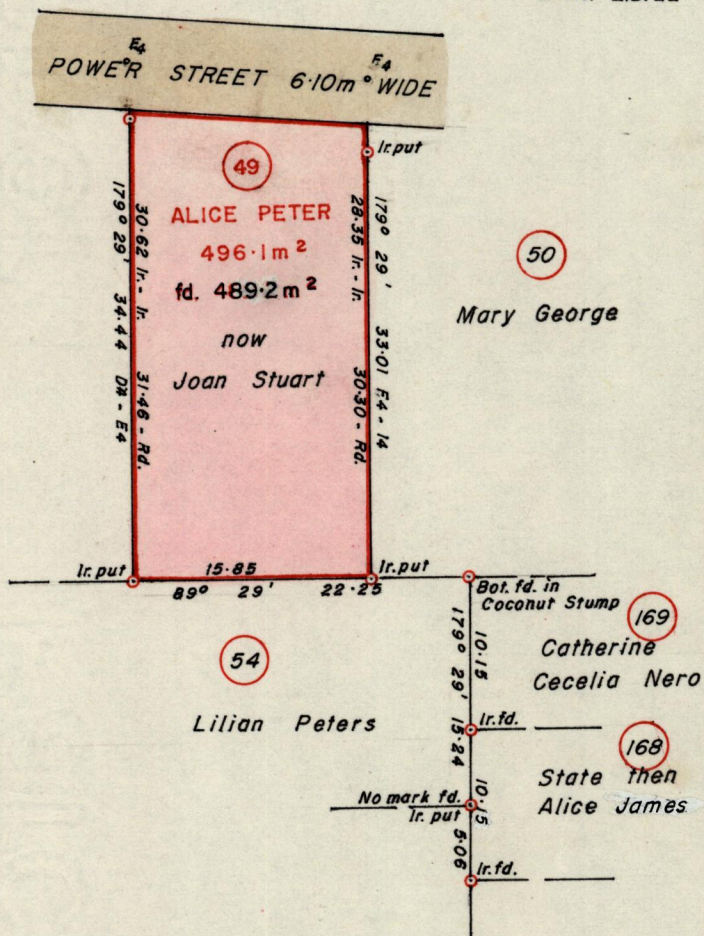 E4
E4
POWER STREET 6·10m WIDE
Ir. put
49
ALICE PETER
496·1m²
fd. 489·2m²
now
Joan Stuart
179° 29' 34·44
E4
30·62 Ir.- Ir.
31·46 - Rd.
28·35 Ir.- Ir.
30·30 - Rd.
179° 29' 33·01
50
Mary George
Ir. put
15·85
Ir. put
89° 29' 22·25
Bot. fd. in
Coconut Stump
169
Catherine
Cecelia Nero
179° 29' 15·24
10·15
54
Lilian Peters
Ir. fd.
168
State then
Alice James
No mark fd.
Ir. put
10·15
5·06
Ir. fd.